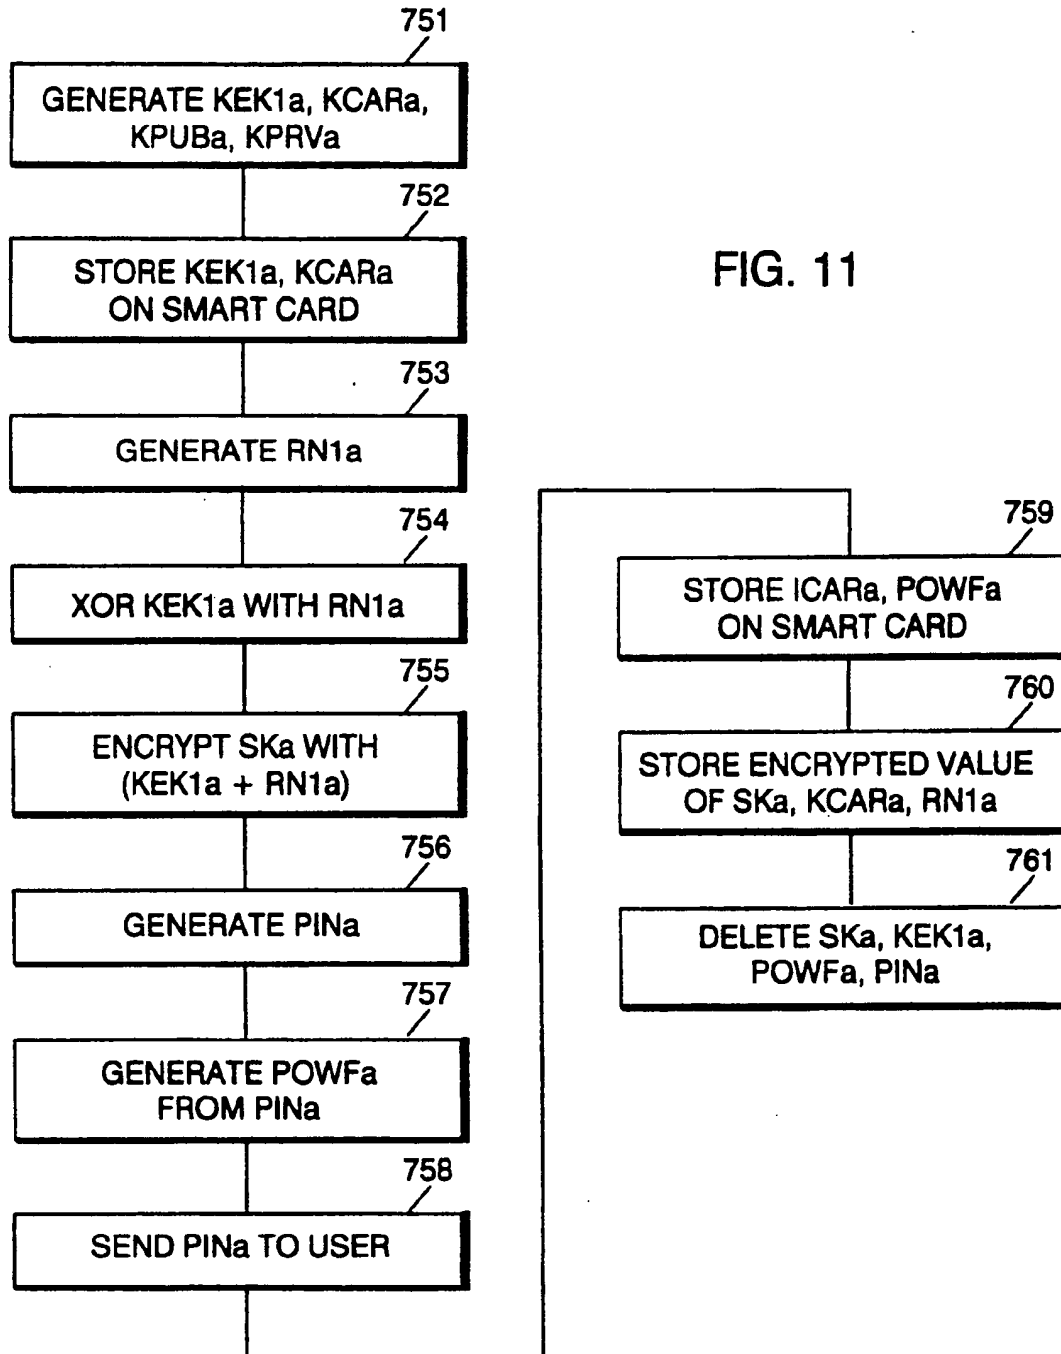 751
GENERATE KEK1a, KCARa,
KPUBa, KPRVa
752
STORE KEK1a, KCARa
ON SMART CARD
753
GENERATE RN1a
754
XOR KEK1a WITH RN1a
755
ENCRYPT SKa WITH
(KEK1a + RN1a)
756
GENERATE PINa
757
GENERATE POWFa
FROM PINa
758
SEND PINa TO USER
FIG. 11
759
STORE ICARa, POWFa
ON SMART CARD
760
STORE ENCRYPTED VALUE
OF SKa, KCARa, RN1a
761
DELETE SKa, KEK1a,
POWFa, PINa